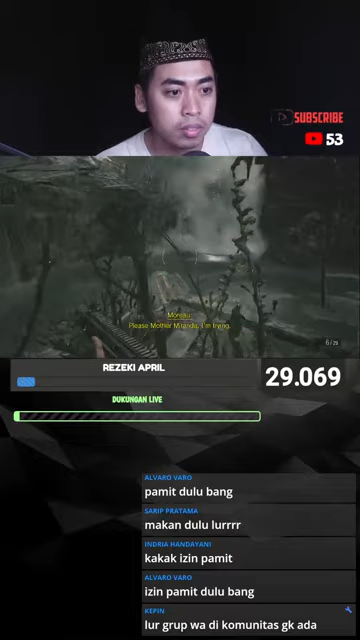 SUBSCRIBE
53
Moreau:
Please Mother Miranda, I'm trying.
6 / 29
REZEKI APRIL
29.069
DUKUNGAN LIVE
ALVARO VARO
pamit dulu bang
SARIP PRATAMA
makan dulu lurrrr
INDRIA HANDAYANI
kakak izin pamit
ALVARO VARO
izin pamit dulu bang
KEPIN
lur grup wa di komunitas gk ada